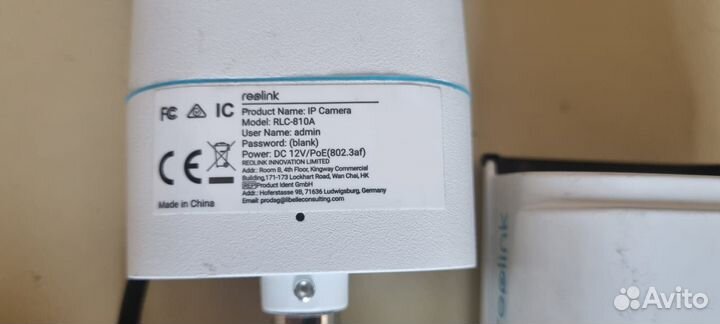 reolink
FC IC
Product Name: IP Camera
Model: RLC-810A
User Name: admin
Password: (blank)
Power: DC 12V/PoE(802.3af)
REOLINK INNOVATION LIMITED
Addr.: Room B, 4th Floor, Kingway Commercial
Building,171-173 Lockhart Road, Wan Chai, HK
REP Product Ident GmbH
Addr.: Hoferstasse 9B, 71636 Ludwigsburg, Germany
Email: prodsg@libelleconsulting.com
CE
Made in China
reolink
Avito